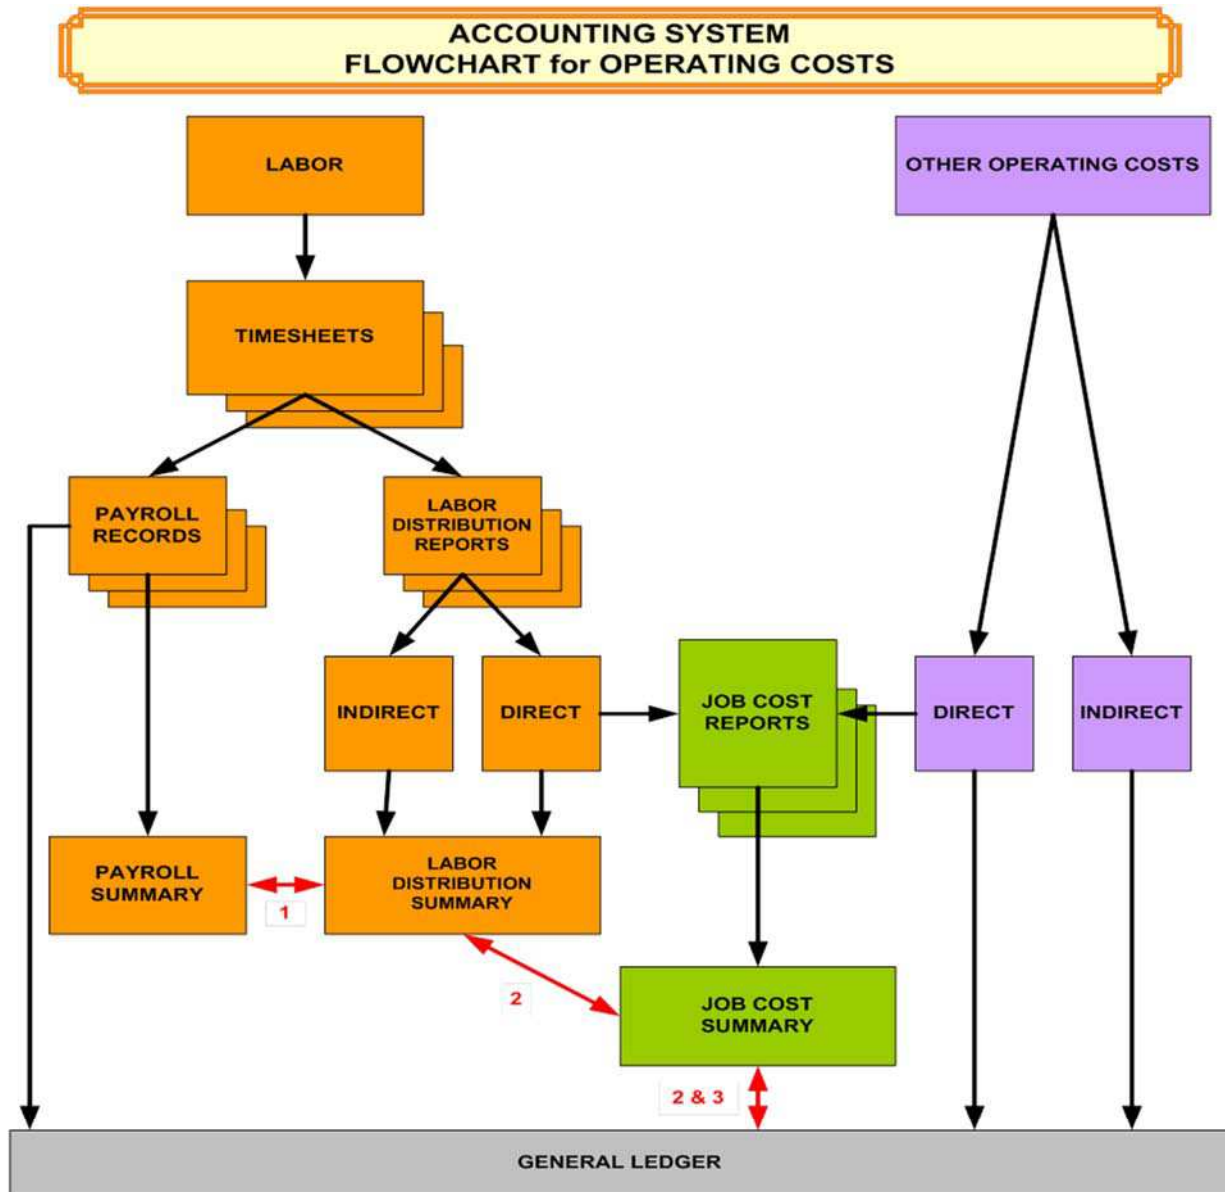 ACCOUNTING SYSTEM
FLOWCHART for OPERATING COSTS
LABOR
OTHER OPERATING COSTS
TIMESHEETS
PAYROLL
RECORDS
LABOR
DISTRIBUTION
REPORTS
INDIRECT
DIRECT
JOB COST
REPORTS
DIRECT
INDIRECT
PAYROLL
SUMMARY
1
LABOR
DISTRIBUTION
SUMMARY
2
JOB COST
SUMMARY
2 & 3
GENERAL LEDGER